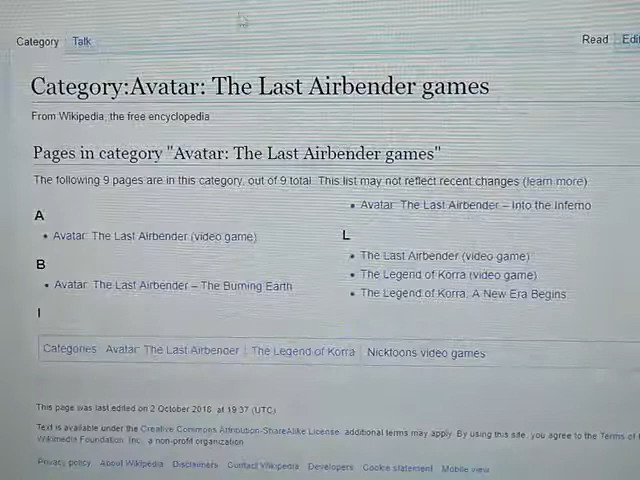 Category Talk
Read Edi
Category:Avatar: The Last Airbender games
From Wikipedia, the free encyclopedia
Pages in category "Avatar: The Last Airbender games"
The following 9 pages are in this category, out of 9 total. This list may not reflect recent changes (learn more)
A
Avatar: The Last Airbender (video game)
B
Avatar: The Last Airbender – The Burning Earth
I
Avatar: The Last Airbender – Into the Inferno
L
The Last Airbender (video game)
The Legend of Korra (video game)
The Legend of Korra: A New Era Begins
Categories: Avatar: The Last Airbender | The Legend of Korra | Nicktoons video games
This page was last edited on 2 October 2018, at 19:37 (UTC)
Text is available under the Creative Commons Attribution-ShareAlike License, additional terms may apply. By using this site, you agree to the Terms of
Wikimedia Foundation, Inc., a non-profit organization
Privacy policy About Wikipedia Disclaimers Contact Wikipedia Developers Cookie statement Mobile view